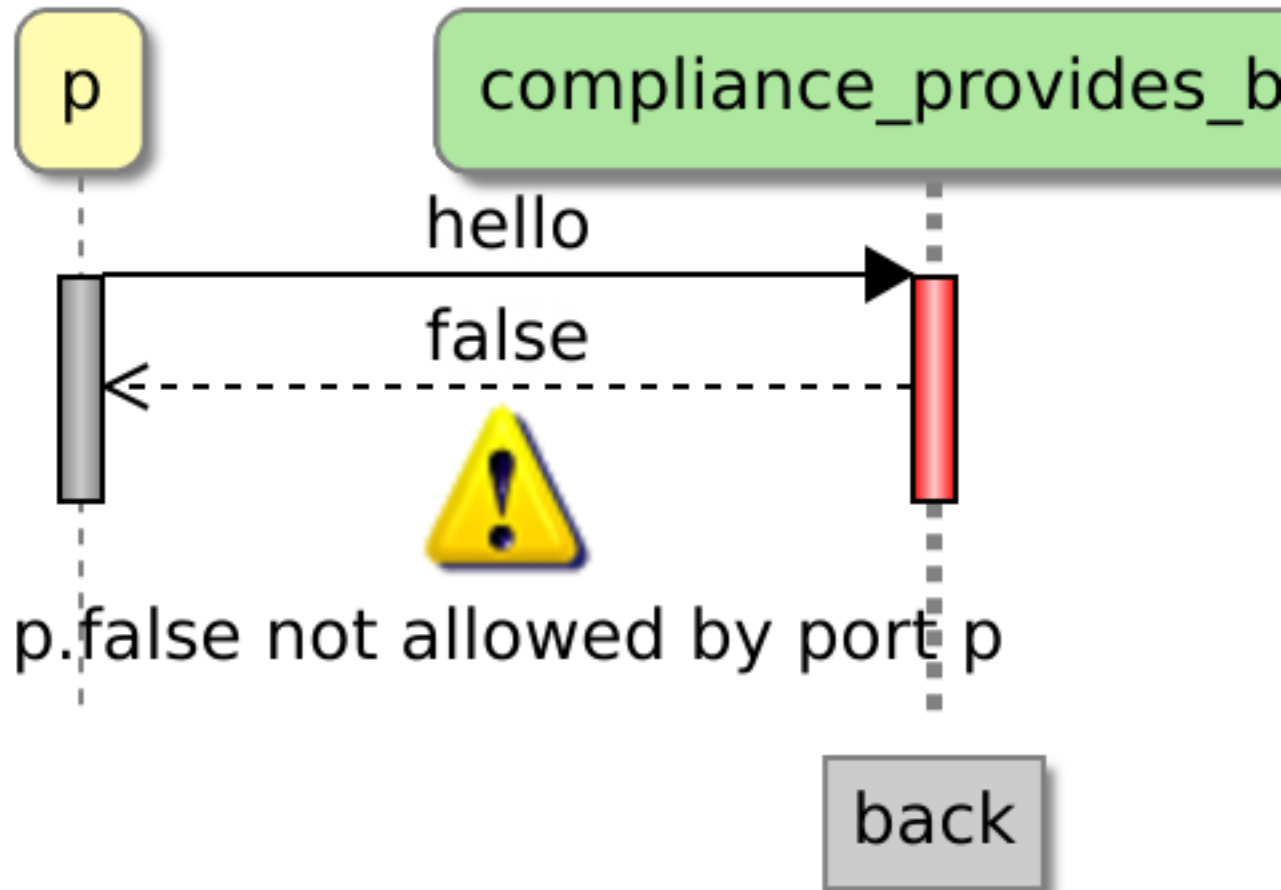 p
compliance_provides_b
hello
false
p.false not allowed by port p
back